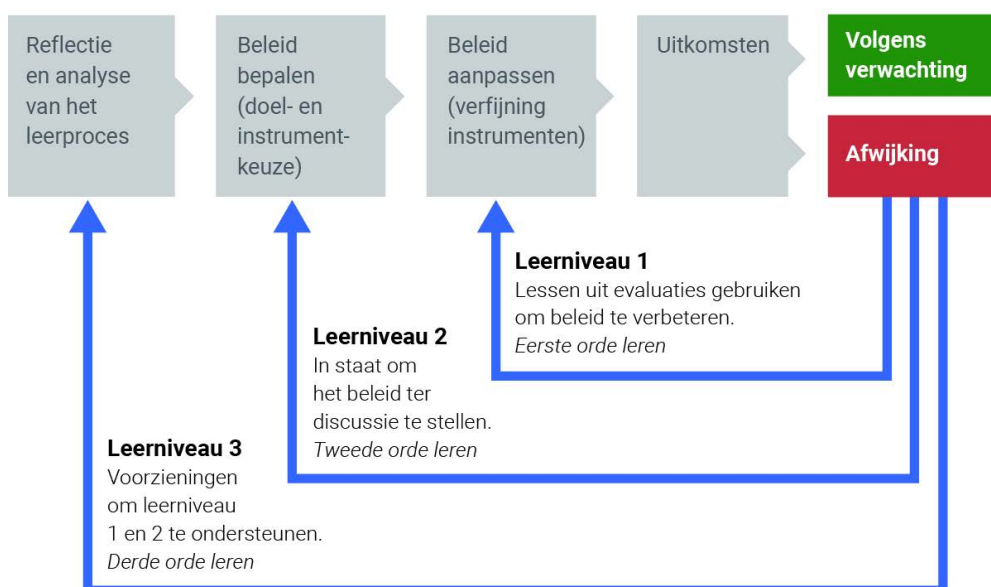 Reflectie
en analyse
van het
leerproces
Beleid
bepalen
(doel- en
instrument-
keuze)
Beleid
aanpassen
(verfijning
instrumenten)
Uitkomsten
Volgens
verwachting
Afwijking
Leerniveau 1
Lessen uit evaluaties gebruiken
om beleid te verbeteren.
Eerste orde leren
Leerniveau 2
In staat om
het beleid ter
discussie te stellen.
Tweede orde leren
Leerniveau 3
Voorzieningen
om leerniveau
1 en 2 te ondersteunen.
Derde orde leren